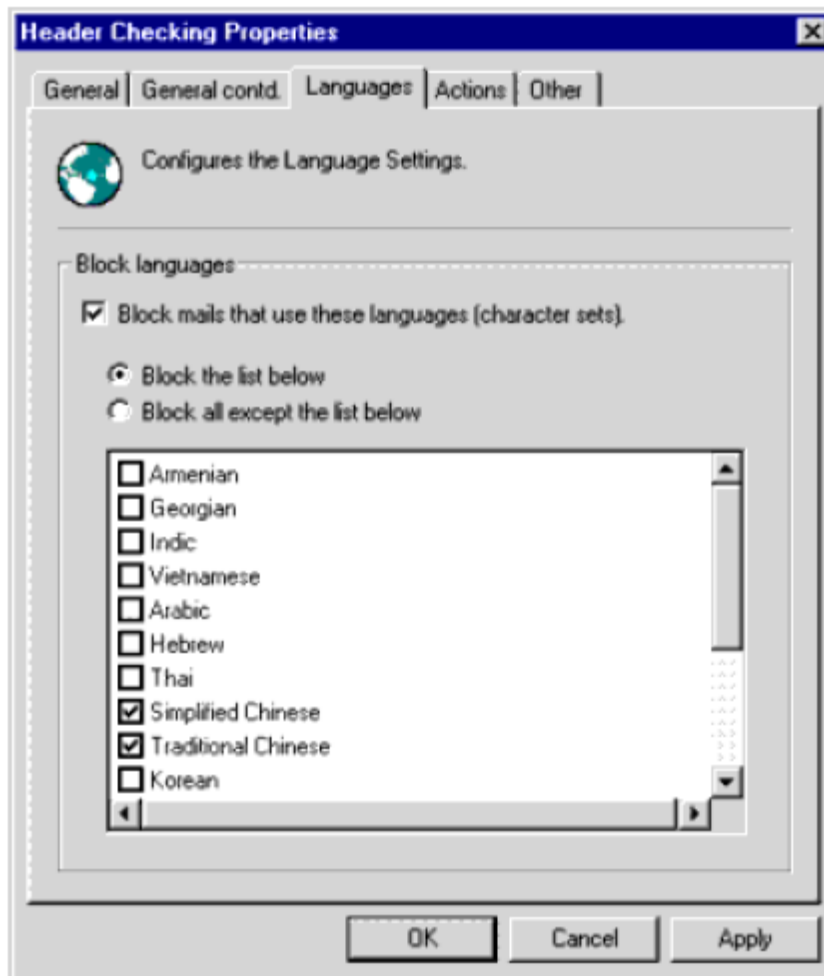 Header Checking Properties
General General contd. Languages Actions Other
Configures the Language Settings.
Block languages
Block mails that use these languages (character sets).
Block the list below
Block all except the list below
Armenian
Georgian
Indic
Vietnamese
Arabic
Hebrew
Thai
Simplified Chinese
Traditional Chinese
Korean
OK Cancel Apply